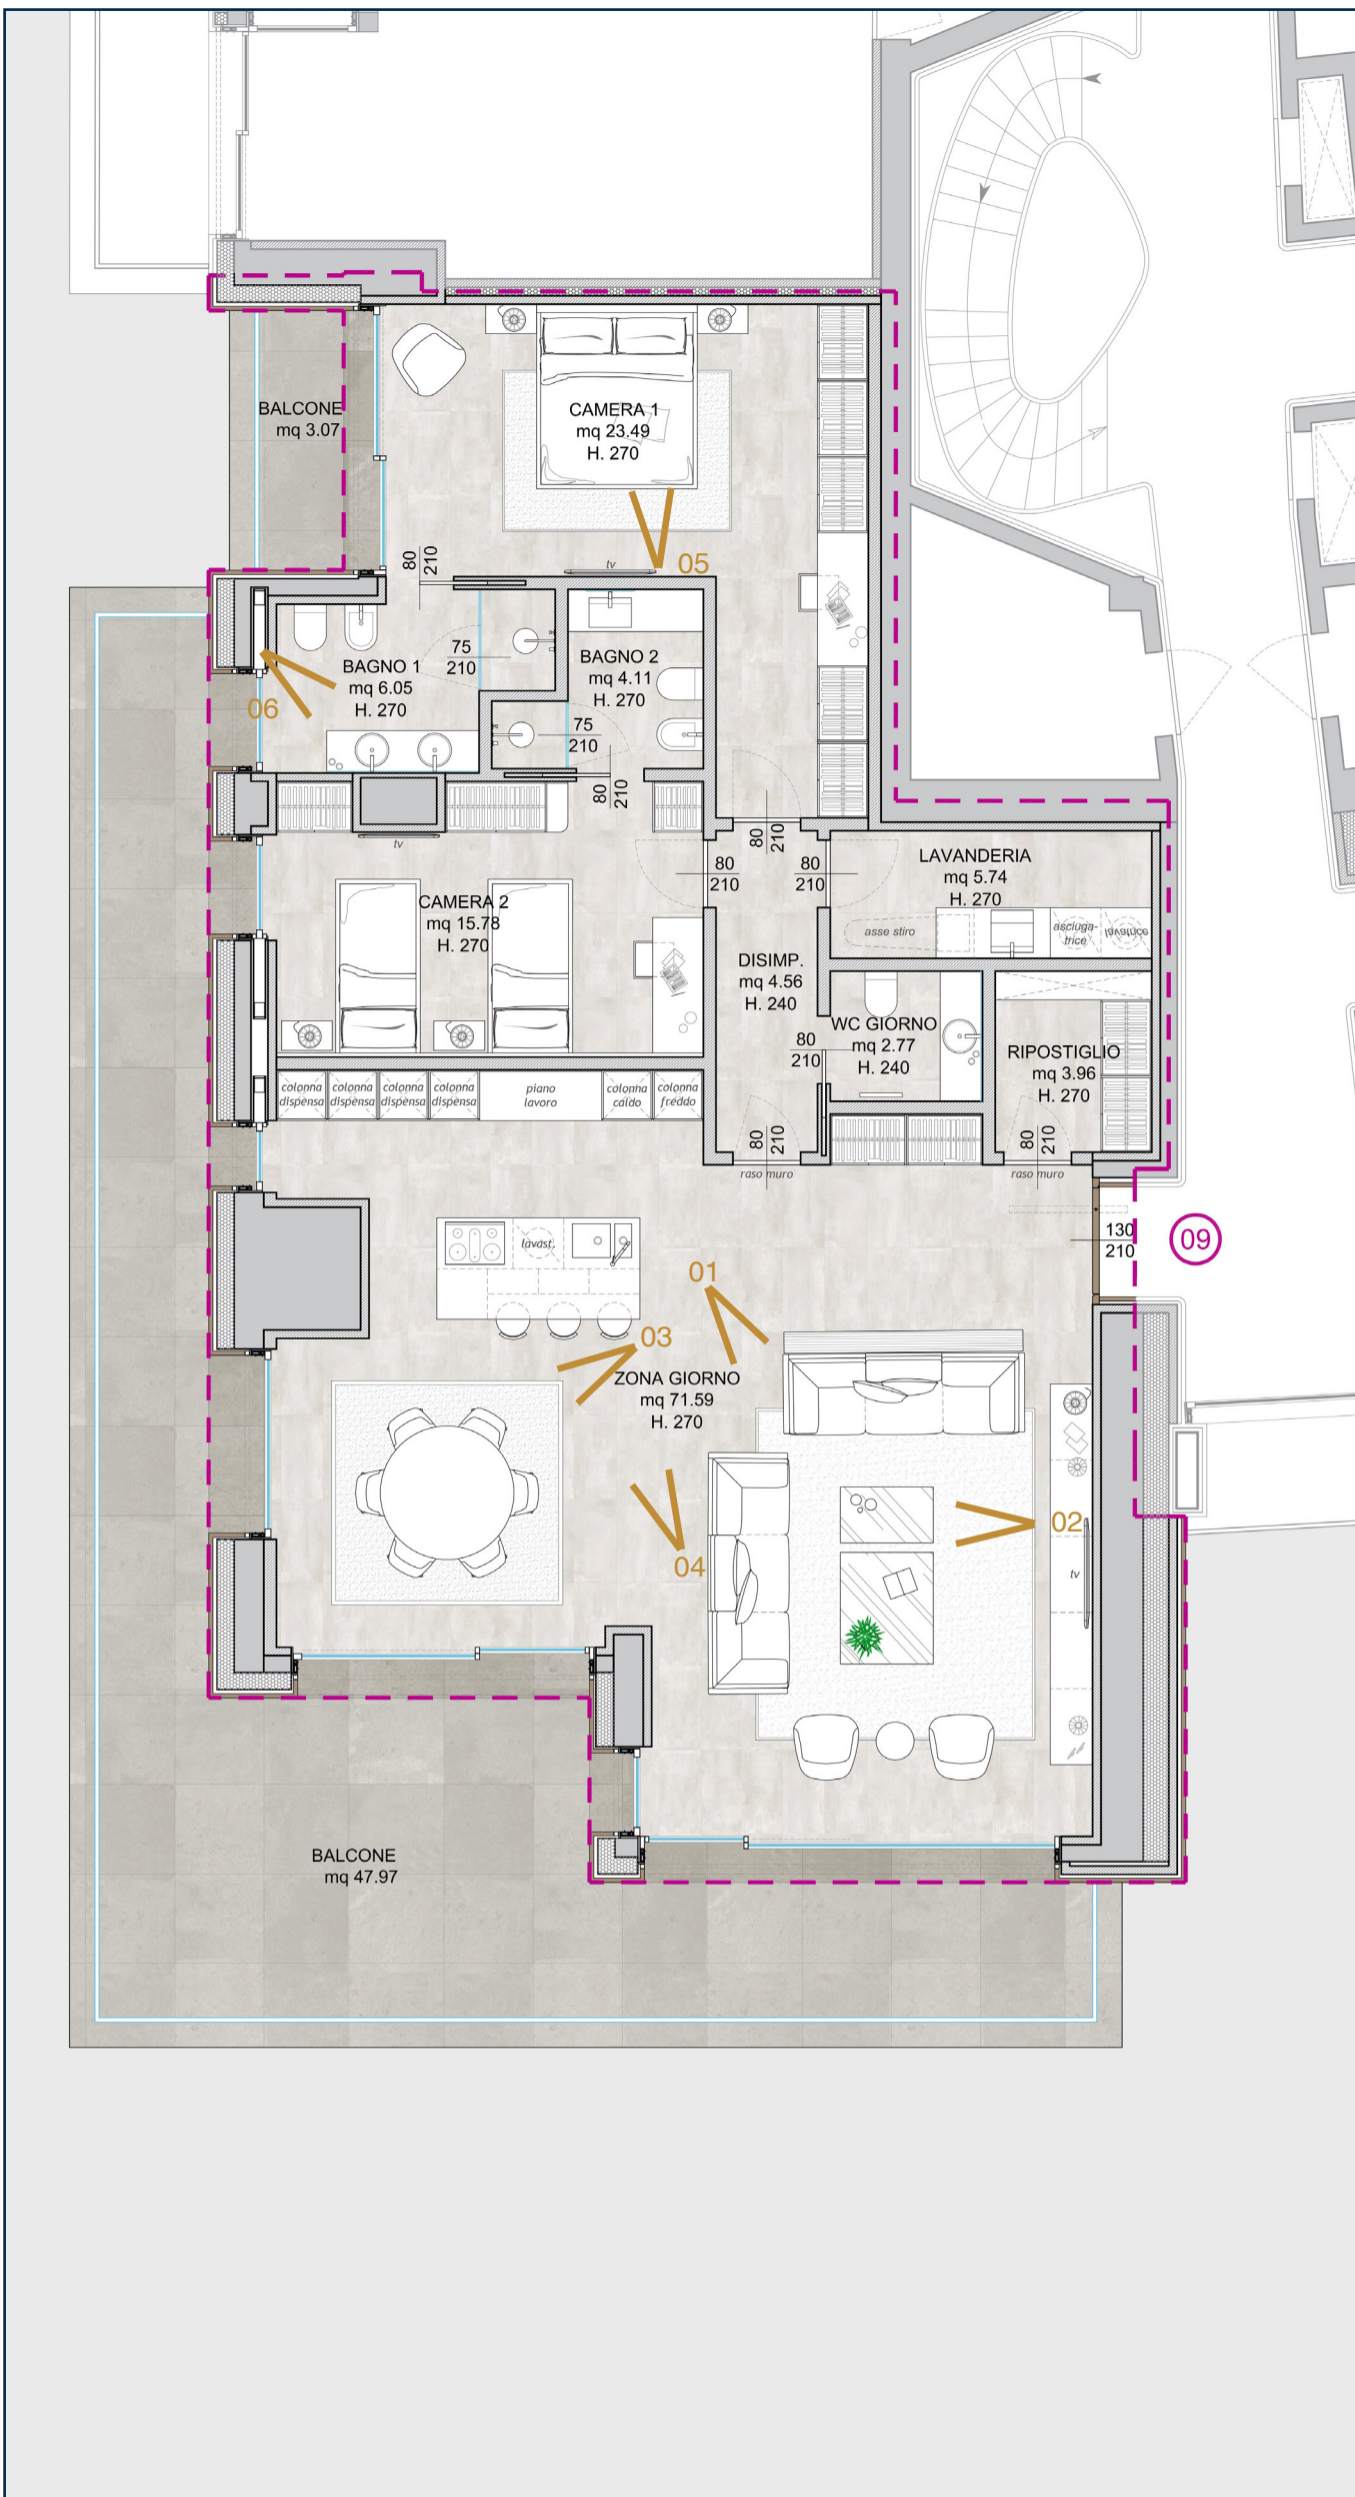 BALCONE
mq 3.07
CAMERA 1
mq 23.49
H. 270
05
tv
80
210
BAGNO 1
mq 6.05
H. 270
75
210
06
BAGNO 2
mq 4.11
H. 270
75
210
80
210
tv
80
210
80
210
80
210
CAMERA 2
mq 15.78
H. 270
LAVANDERIA
mq 5.74
H. 270
asse stiro
asciuga-
trice
lavatrice
DISIMP.
mq 4.56
H. 240
WC GIORNO
mq 2.77
H. 240
80
210
RIPOSTIGLIO
mq 3.96
H. 270
colonna
dispensa
colonna
dispensa
colonna
dispensa
colonna
dispensa
piano
lavoro
colonna
caldo
colonna
freddo
80
210
raso muro
80
210
raso muro
130
210
09
lavast.
01
03
ZONA GIORNO
mq 71.59
H. 270
02
04
tv
BALCONE
mq 47.97